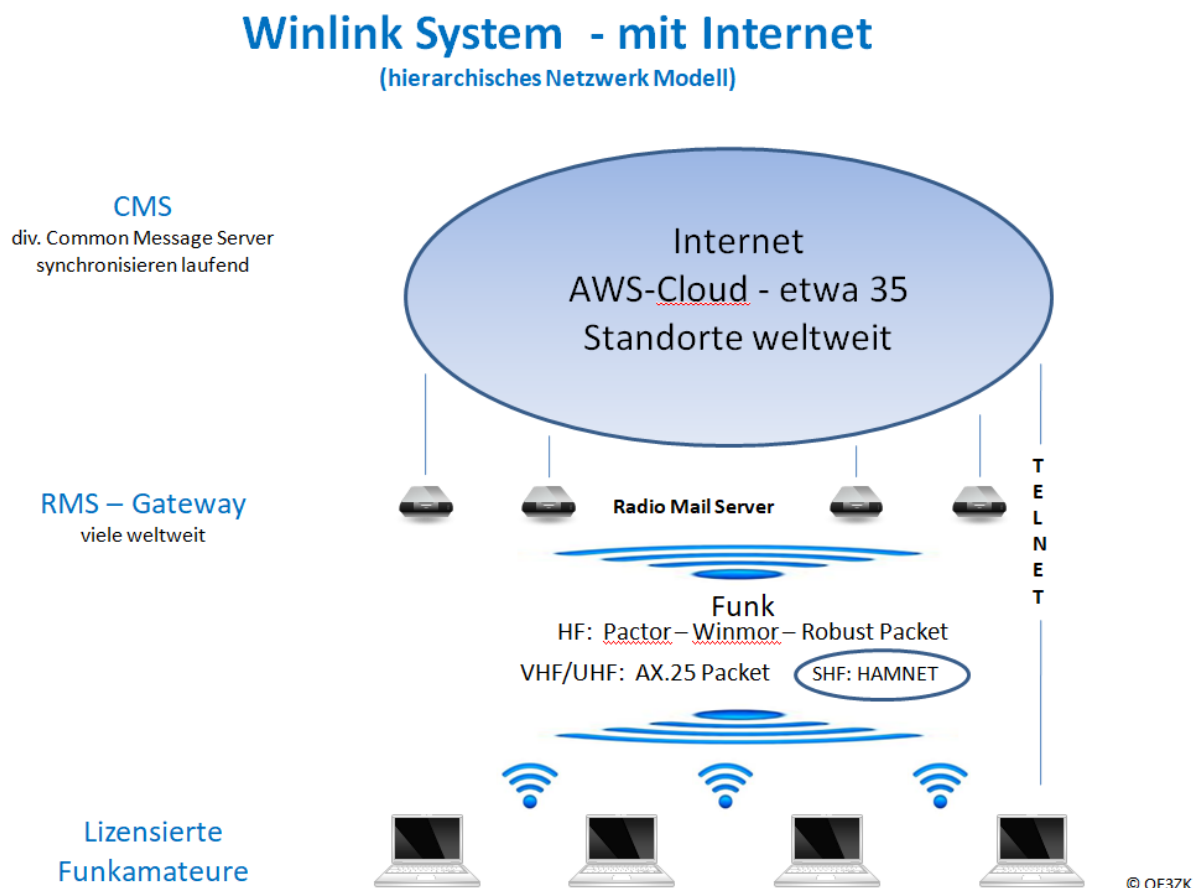 Winlink System - mit Internet
(hierarchisches Netzwerk Modell)
CMS
div. Common Message Server
synchronisieren laufend
Internet
AWS-Cloud - etwa 35
Standorte weltweit
RMS – Gateway
viele weltweit
Radio Mail Server
TELNET
Funk
HF: Pactor – Winmor – Robust Packet
VHF/UHF: AX.25 Packet
SHF: HAMNET
Lizensierte
Funkamateure
© OE3ZK